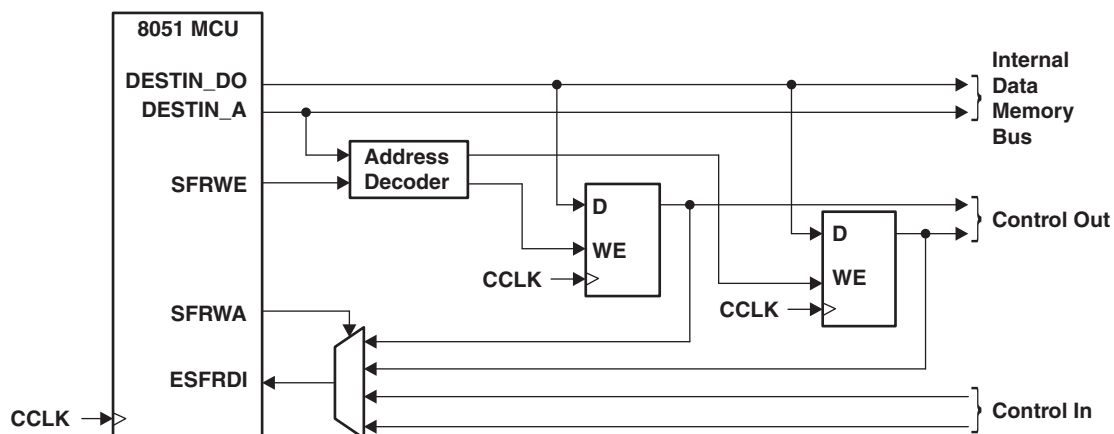 8051 MCU
DESTIN_DO
DESTIN_A
SFRWE
SFRWA
ESFRDI
CCLK
Address
Decoder
D
WE
CCLK
D
WE
CCLK
Internal
Data
Memory
Bus
Control Out
Control In